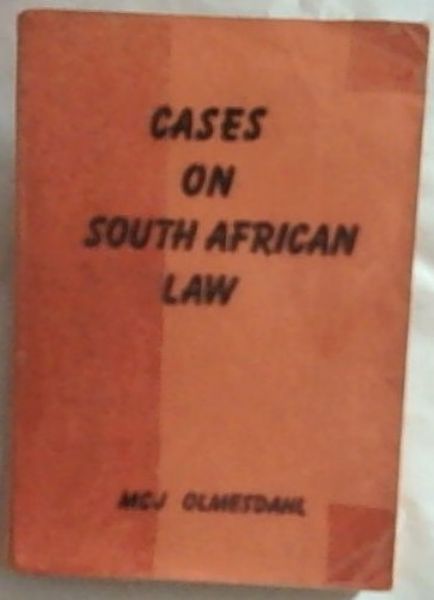 CASES
ON
SOUTH AFRICAN
LAW
MCJ OLMESDAHL